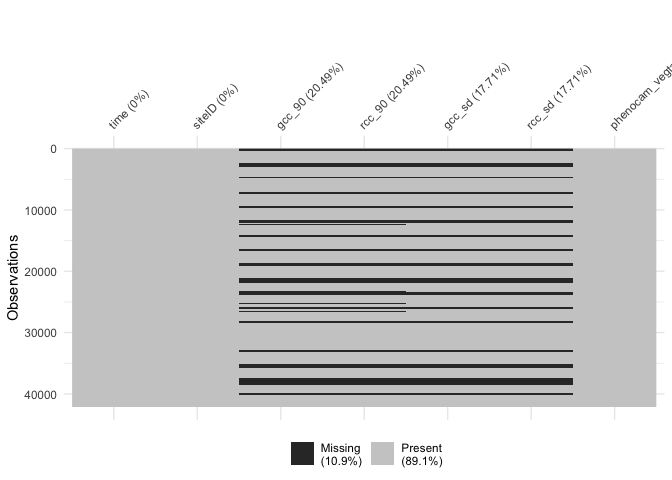 time (0%)
siteID (0%)
gcc_90 (20.49%)
rcc_90 (20.49%)
gcc_sd (17.71%)
rcc_sd (17.71%)
0
10000
20000
30000
40000
Observations
Missing
(10.9%)
Present
(89.1%)